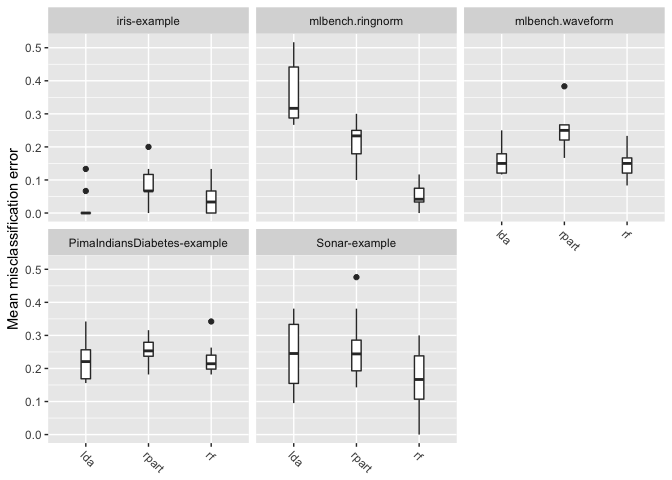 Mean misclassification error
iris-example
mlbench.ringnorm
mlbench.waveform
0.5
0.4
0.3
0.2
0.1
0.0
lda
rpart
rf
PimaIndiansDiabetes-example
Sonar-example
0.5
0.4
0.3
0.2
0.1
0.0
lda
rpart
rf
lda
rpart
rf